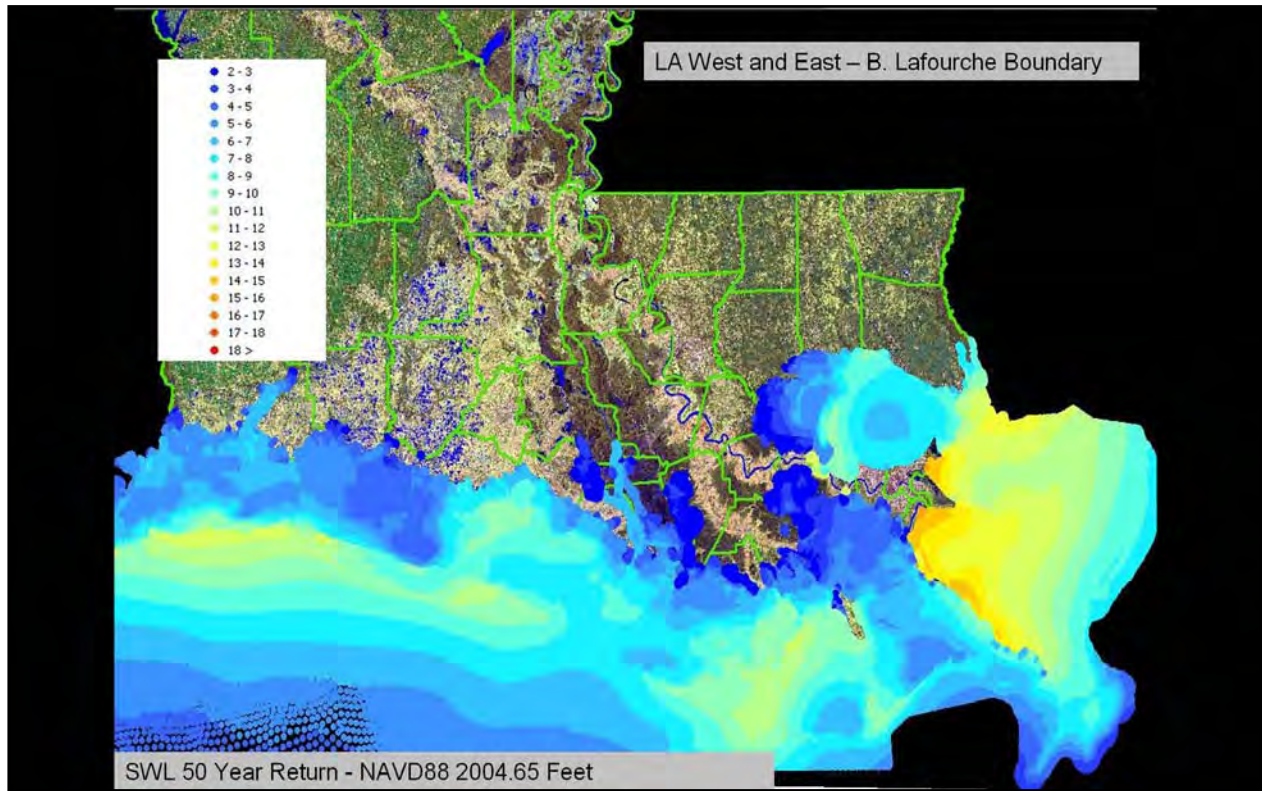 LA West and East – B. Lafourche Boundary
2 - 3
3 - 4
4 - 5
5 - 6
6 - 7
7 - 8
8 - 9
9 - 10
10 - 11
11 - 12
12 - 13
13 - 14
14 - 15
15 - 16
16 - 17
17 - 18
18 >
SWL 50 Year Return - NAVD88 2004.65 Feet